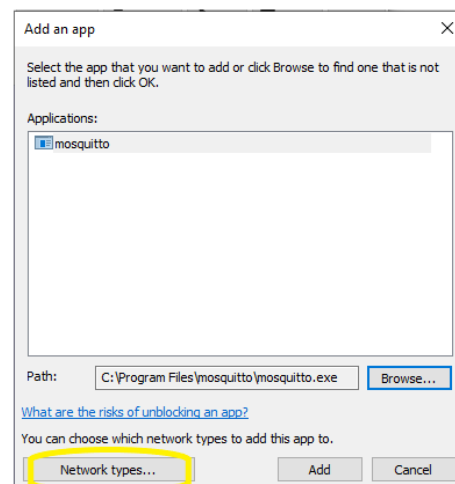 Add an app
Select the app that you want to add or click Browse to find one that is not
listed and then click OK.
Applications:
mosquitto
Path: C:\Program Files\mosquitto\mosquitto.exe Browse...
What are the risks of unblocking an app?
You can choose which network types to add this app to.
Network types... Add Cancel